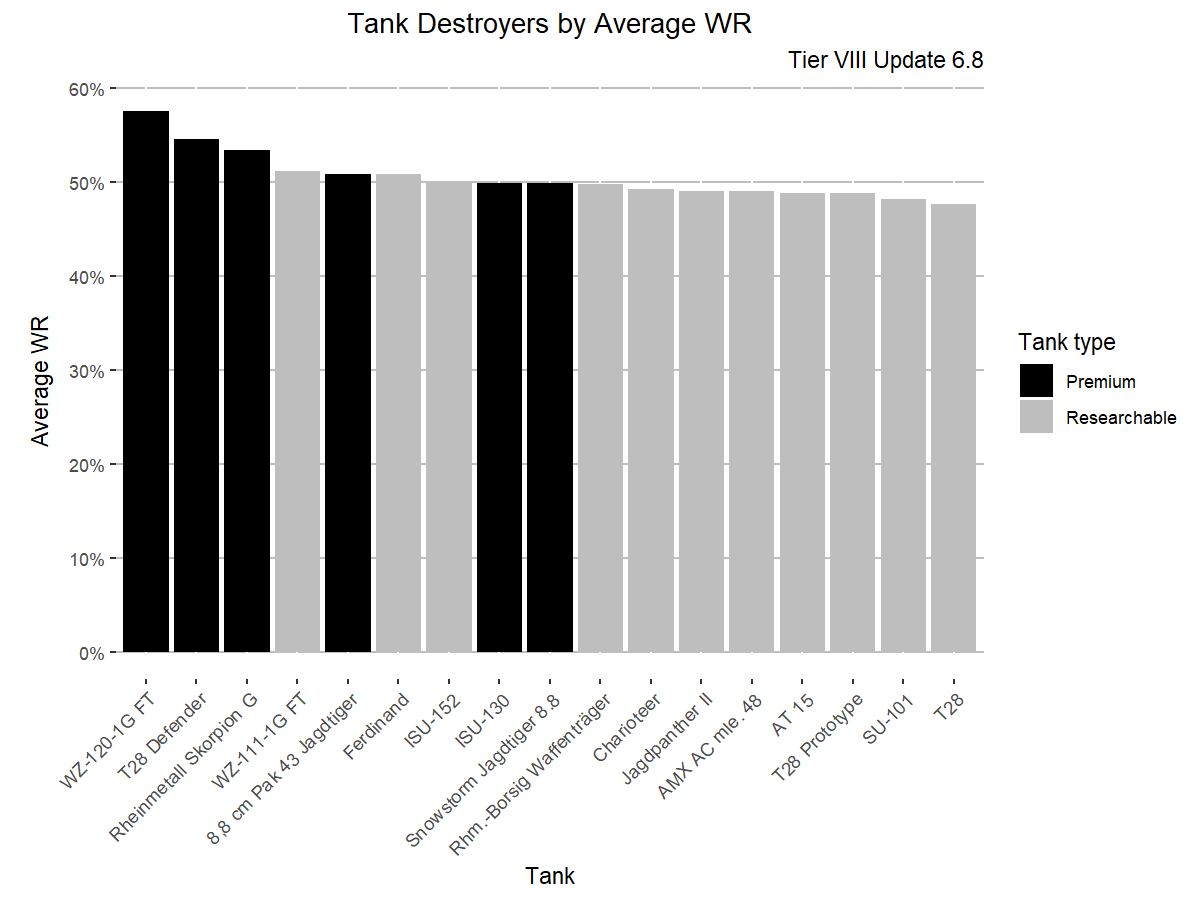 Tank Destroyers by Average WR
Tier VIII Update 6.8
60%
50%
40%
30%
20%
10%
0%
Average WR
WZ-120-1G FT
T28 Defender
Rheinmetall Skorpion G
WZ-111-1G FT
8,8 cm Pak 43 Jagdtiger
Ferdinand
ISU-152
ISU-130
Snowstorm Jagdtiger 8.8
Rhm.-Borsig Waffenträger
Charioteer
Jagdpanther II
AMX AC mle. 48
AT 15
T28 Prototype
SU-101
T28
Tank
Tank type
Premium
Researchable